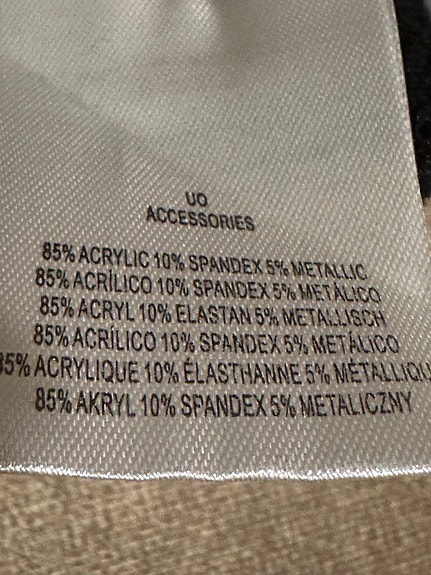 UO
ACCESSORIES
85% ACRYLIC 10% SPANDEX 5% METALLIC
85% ACRÍLICO 10% SPANDEX 5% METÁLICO
85% ACRYL 10% ELASTAN 5% METALLISCH
85% ACRÍLICO 10% SPANDEX 5% METÁLICO
85% ACRYLIQUE 10% ÉLASTHANNE 5% MÉTALLIQU
85% AKRYL 10% SPANDEX 5% METALICZNY